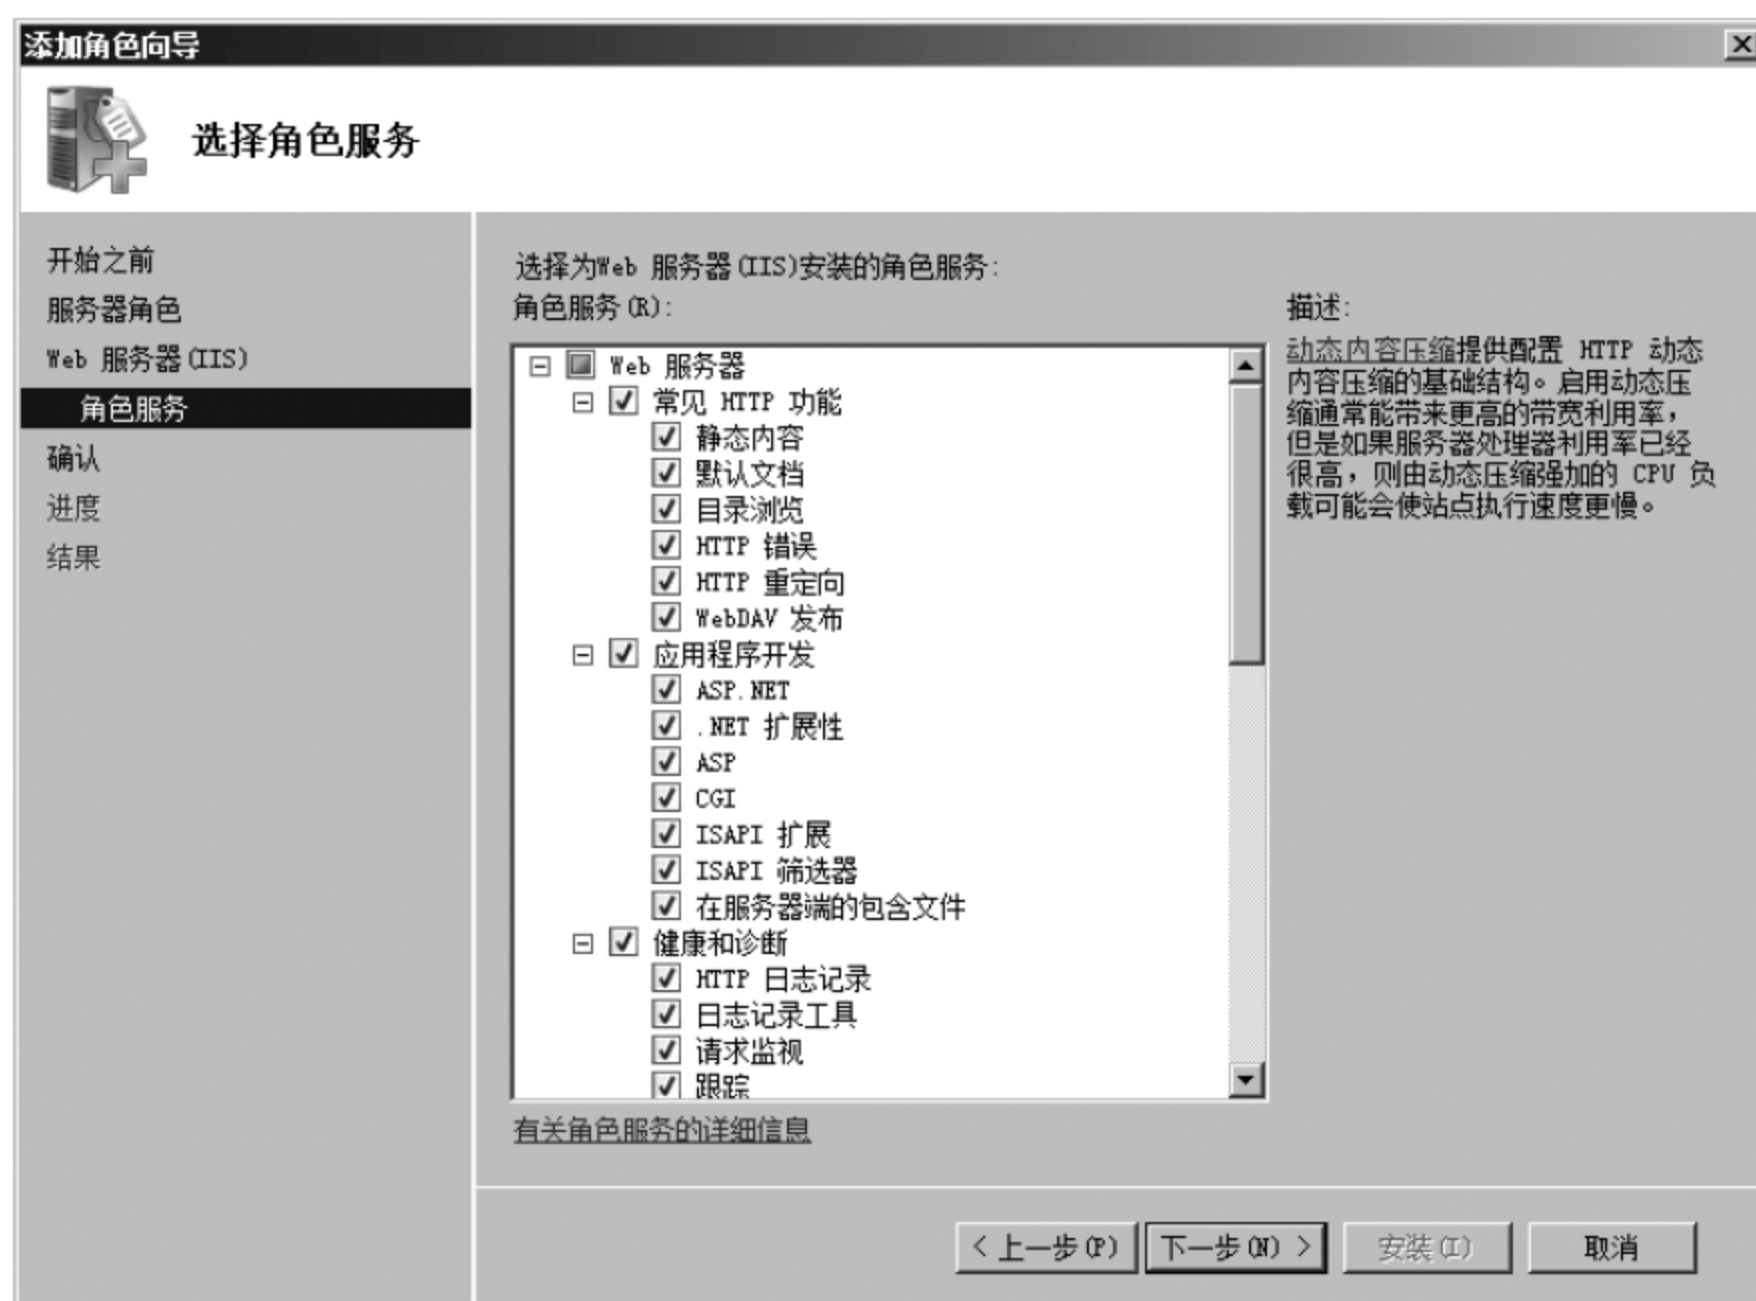 添加角色向导
选择角色服务
开始之前
服务器角色
Web 服务器(IIS)
角色服务
确认
进度
结果
选择为Web 服务器(IIS)安装的角色服务:
角色服务(R):
Web 服务器
常见 HTTP 功能
静态内容
默认文档
目录浏览
HTTP 错误
HTTP 重定向
WebDAV 发布
应用程序开发
ASP.NET
.NET 扩展性
ASP
CGI
ISAPI 扩展
ISAPI 筛选器
在服务器端的包含文件
健康和诊断
HTTP 日志记录
日志记录工具
请求监视
跟踪
有关角色服务的详细信息
描述:
动态内容压缩提供配置 HTTP 动态
内容压缩的基础结构。启用动态压
缩通常能带来更高的带宽利用率，
但是如果服务器处理器利用率已经
很高，则由动态压缩强加的 CPU 负
载可能会使站点执行速度更慢。
< 上一步(P)
下一步(N) >
安装(I)
取消